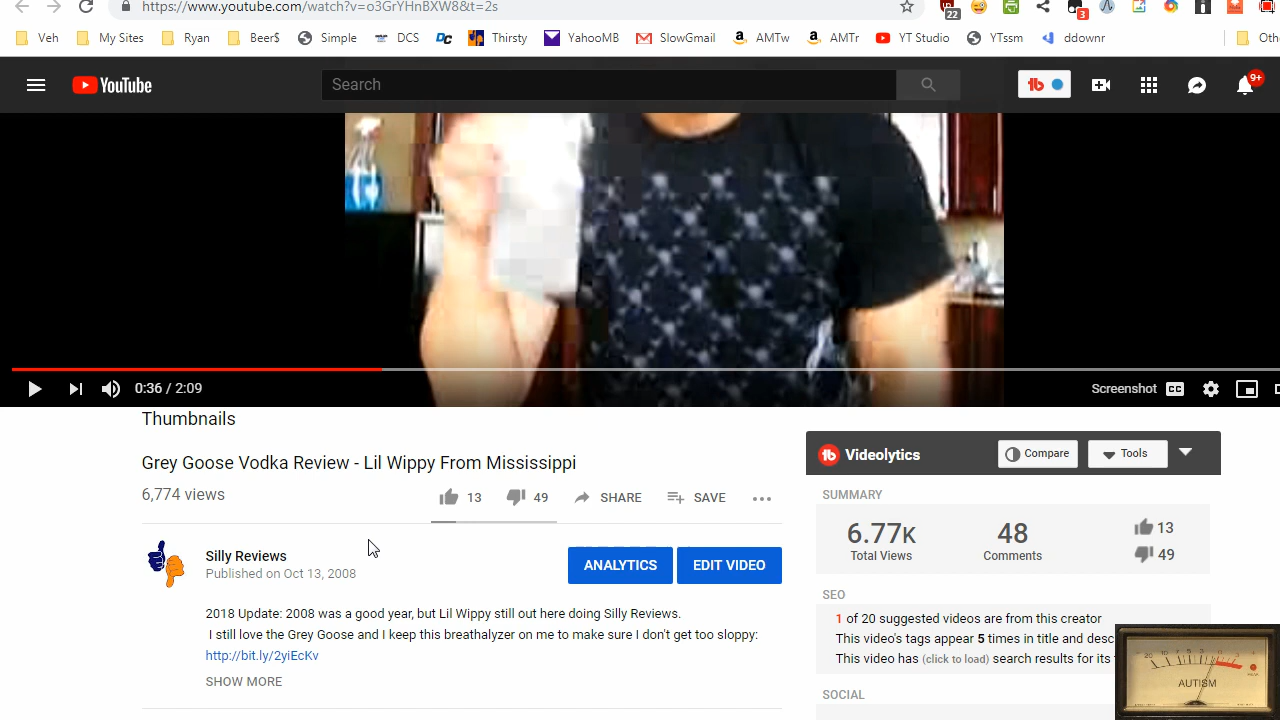 https://www.youtube.com/watch?v=o3GrYHnBXW8&t=2s
22
3
Veh My Sites Ryan Beer$ Simple DCS Thirsty YahooMB SlowGmail AMTw AMTr YT Studio YTssm ddownr Oth
YouTube
Search
9+
0:36 / 2:09
Screenshot
CC
Thumbnails
Grey Goose Vodka Review - Lil Wippy From Mississippi
6,774 views
13 49 SHARE SAVE
Silly Reviews
Published on Oct 13, 2008
ANALYTICS EDIT VIDEO
2018 Update: 2008 was a good year, but Lil Wippy still out here doing Silly Reviews.
I still love the Grey Goose and I keep this breathalyzer on me to make sure I don't get too sloppy:
http://bit.ly/2yiEcKv
SHOW MORE
Videolytics
Compare
Tools
SUMMARY
6.77K
Total Views
48
Comments
13
49
SEO
1 of 20 suggested videos are from this creator
This video's tags appear 5 times in title and desc
This video has (click to load) search results for its
SOCIAL
AUTISM